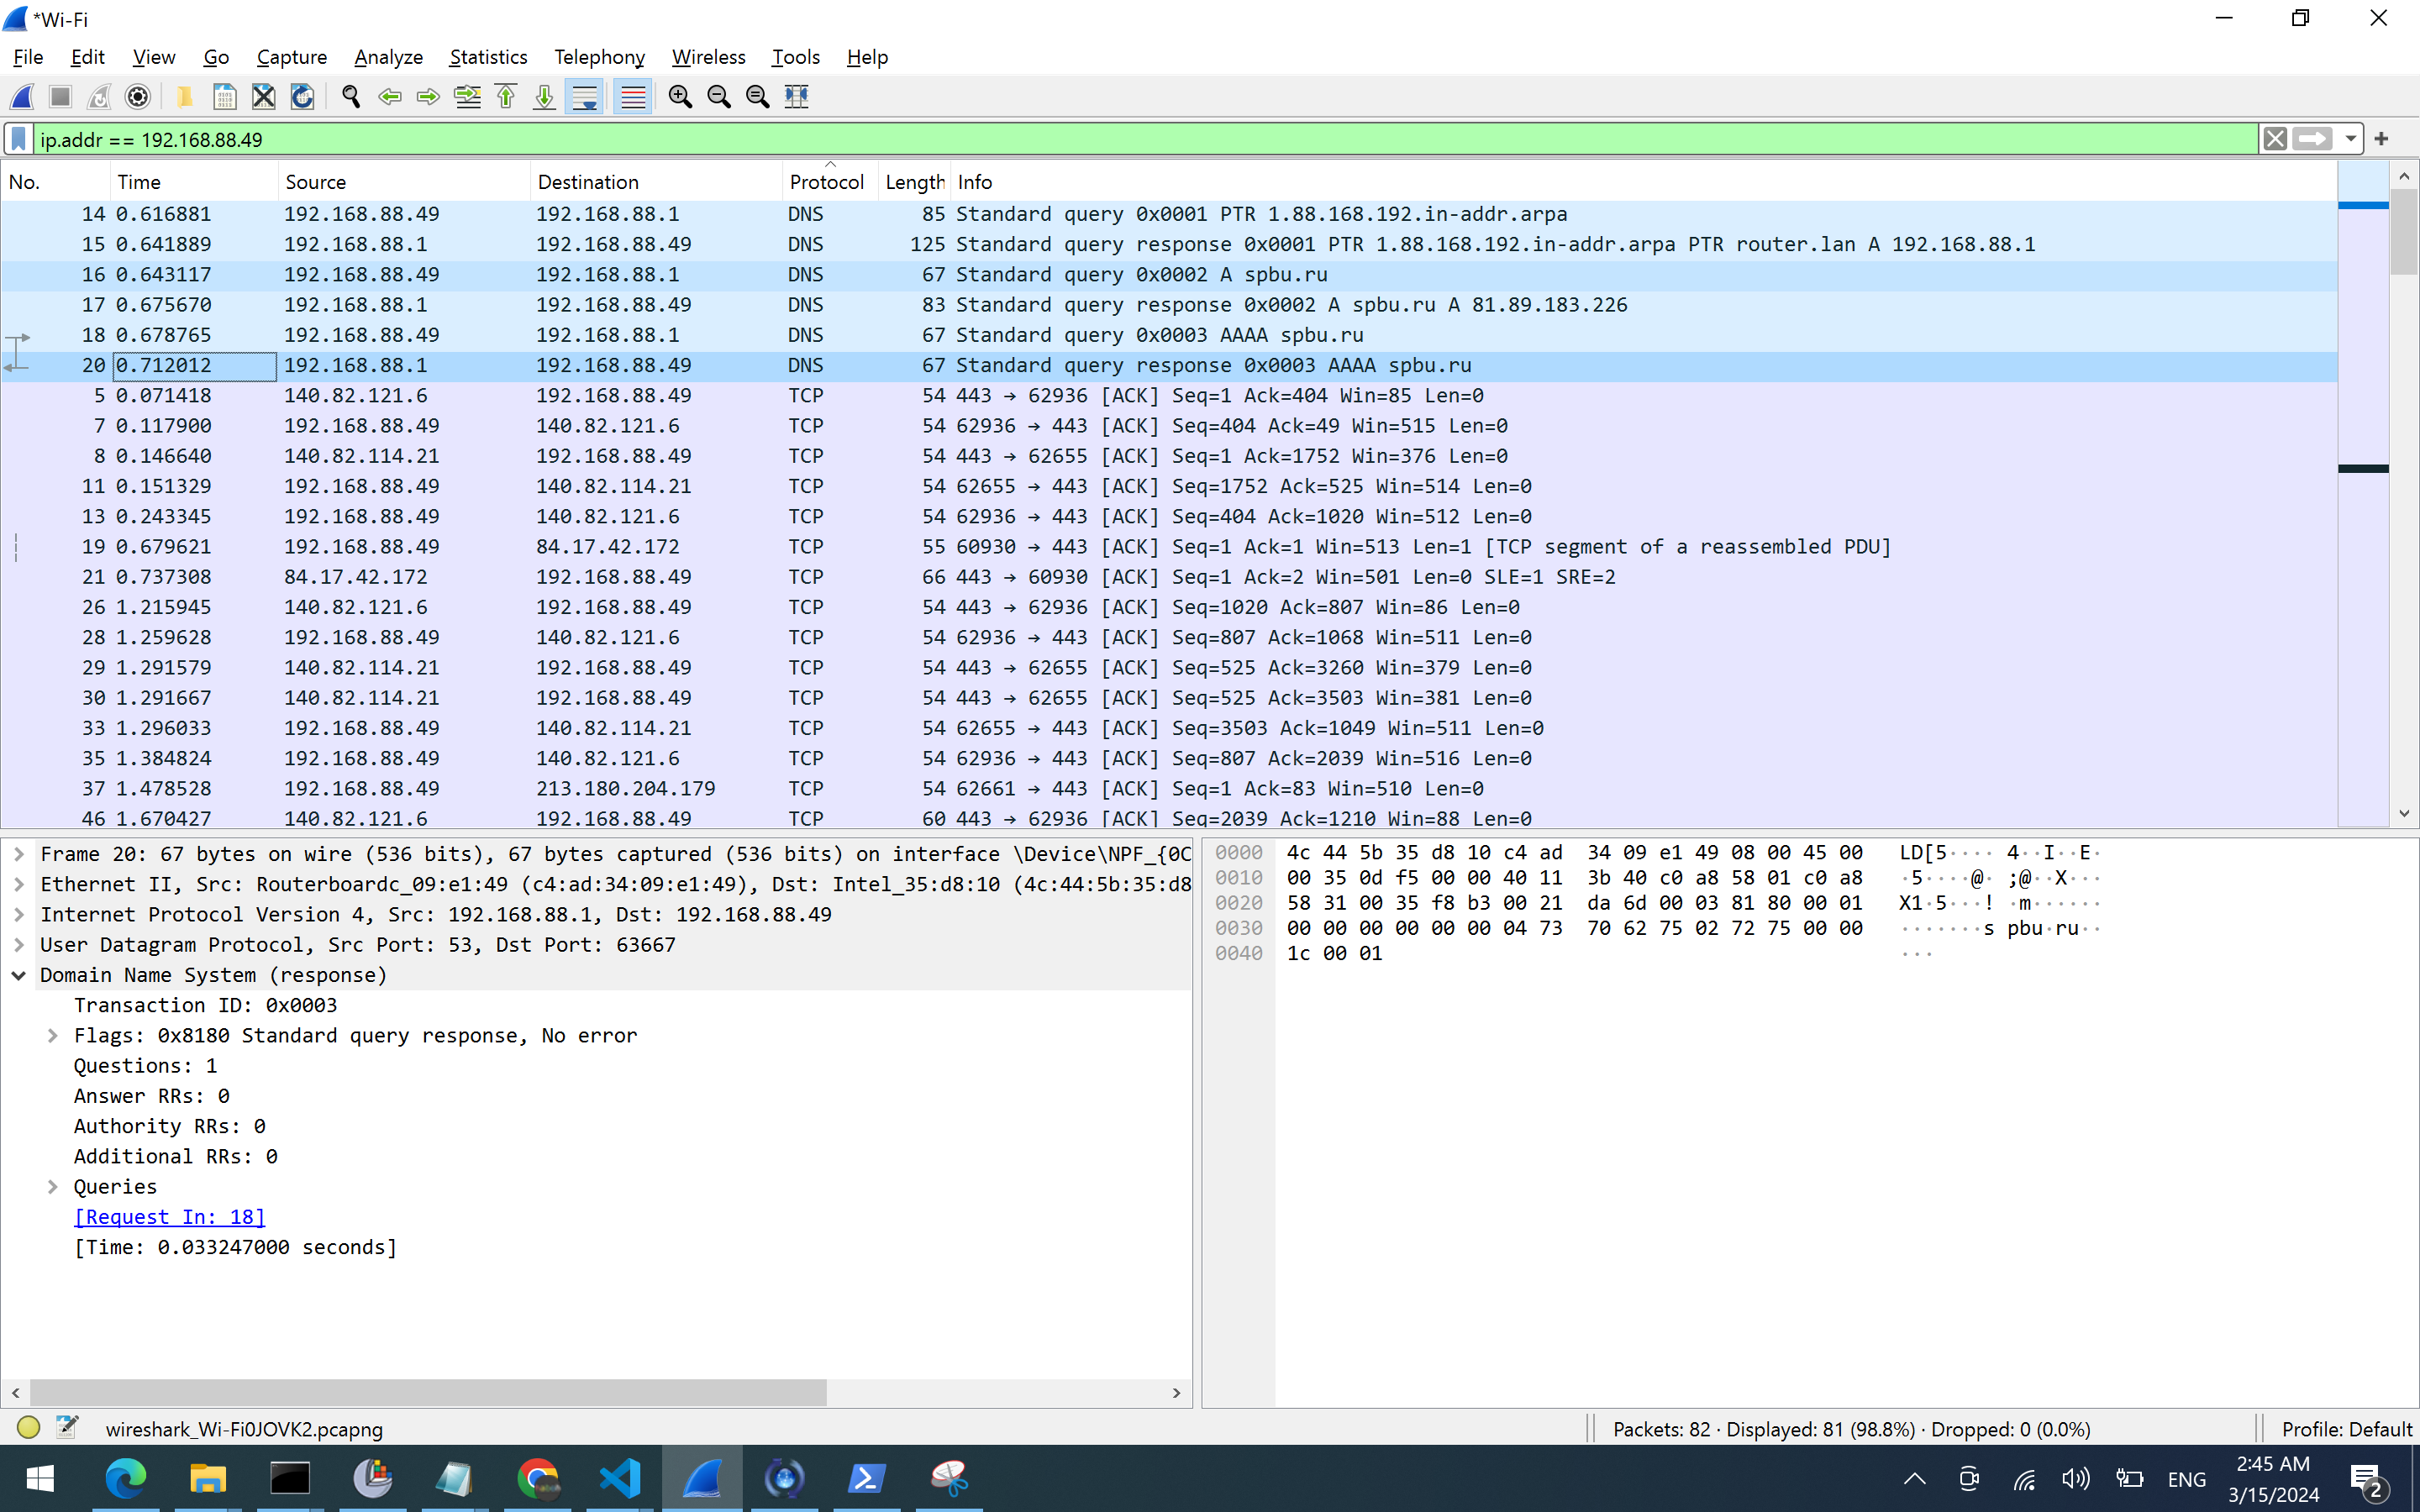 *Wi-Fi
File Edit View Go Capture Analyze Statistics Telephony Wireless Tools Help
ip.addr == 192.168.88.49
No. Time Source Destination Protocol Length Info
14 0.616881 192.168.88.49 192.168.88.1 DNS 85 Standard query 0x0001 PTR 1.88.168.192.in-addr.arpa
15 0.641889 192.168.88.1 192.168.88.49 DNS 125 Standard query response 0x0001 PTR 1.88.168.192.in-addr.arpa PTR router.lan A 192.168.88.1
16 0.643117 192.168.88.49 192.168.88.1 DNS 67 Standard query 0x0002 A spbu.ru
17 0.675670 192.168.88.1 192.168.88.49 DNS 83 Standard query response 0x0002 A spbu.ru A 81.89.183.226
18 0.678765 192.168.88.49 192.168.88.1 DNS 67 Standard query 0x0003 AAAA spbu.ru
20 0.712012 192.168.88.1 192.168.88.49 DNS 67 Standard query response 0x0003 AAAA spbu.ru
5 0.071418 140.82.121.6 192.168.88.49 TCP 54 443 → 62936 [ACK] Seq=1 Ack=404 Win=85 Len=0
7 0.117900 192.168.88.49 140.82.121.6 TCP 54 62936 → 443 [ACK] Seq=404 Ack=49 Win=515 Len=0
8 0.146640 140.82.114.21 192.168.88.49 TCP 54 443 → 62655 [ACK] Seq=1 Ack=1752 Win=376 Len=0
11 0.151329 192.168.88.49 140.82.114.21 TCP 54 62655 → 443 [ACK] Seq=1752 Ack=525 Win=514 Len=0
13 0.243345 192.168.88.49 140.82.121.6 TCP 54 62936 → 443 [ACK] Seq=404 Ack=1020 Win=512 Len=0
19 0.679621 192.168.88.49 84.17.42.172 TCP 55 60930 → 443 [ACK] Seq=1 Ack=1 Win=513 Len=1 [TCP segment of a reassembled PDU]
21 0.737308 84.17.42.172 192.168.88.49 TCP 66 443 → 60930 [ACK] Seq=1 Ack=2 Win=501 Len=0 SLE=1 SRE=2
26 1.215945 140.82.121.6 192.168.88.49 TCP 54 443 → 62936 [ACK] Seq=1020 Ack=807 Win=86 Len=0
28 1.259628 192.168.88.49 140.82.121.6 TCP 54 62936 → 443 [ACK] Seq=807 Ack=1068 Win=511 Len=0
29 1.291579 140.82.114.21 192.168.88.49 TCP 54 443 → 62655 [ACK] Seq=525 Ack=3260 Win=379 Len=0
30 1.291667 140.82.114.21 192.168.88.49 TCP 54 443 → 62655 [ACK] Seq=525 Ack=3503 Win=381 Len=0
33 1.296033 192.168.88.49 140.82.114.21 TCP 54 62655 → 443 [ACK] Seq=3503 Ack=1049 Win=511 Len=0
35 1.384824 192.168.88.49 140.82.121.6 TCP 54 62936 → 443 [ACK] Seq=807 Ack=2039 Win=516 Len=0
37 1.478528 192.168.88.49 213.180.204.179 TCP 54 62661 → 443 [ACK] Seq=1 Ack=83 Win=510 Len=0
46 1.670427 140.82.121.6 192.168.88.49 TCP 60 443 → 62936 [ACK] Seq=2039 Ack=1210 Win=88 Len=0
Frame 20: 67 bytes on wire (536 bits), 67 bytes captured (536 bits) on interface \Device\NPF_{0C
Ethernet II, Src: Routerboardc_09:e1:49 (c4:ad:34:09:e1:49), Dst: Intel_35:d8:10 (4c:44:5b:35:d8
Internet Protocol Version 4, Src: 192.168.88.1, Dst: 192.168.88.49
User Datagram Protocol, Src Port: 53, Dst Port: 63667
Domain Name System (response)
Transaction ID: 0x0003
Flags: 0x8180 Standard query response, No error
Questions: 1
Answer RRs: 0
Authority RRs: 0
Additional RRs: 0
Queries
[Request In: 18]
[Time: 0.033247000 seconds]
0000 4c 44 5b 35 d8 10 c4 ad 34 09 e1 49 08 00 45 00 LD[5···· 4··I··E·
0010 00 35 0d f5 00 00 40 11 3b 40 c0 a8 58 01 c0 a8 ·5····@· ;@··X···
0020 58 31 00 35 f8 b3 00 21 da 6d 00 03 81 80 00 01 X1·5···! ·m······
0030 00 00 00 00 00 00 04 73 70 62 75 02 72 75 00 00 ·······s pbu·ru··
0040 1c 00 01 ···
wireshark_Wi-Fi0JOVK2.pcapng
Packets: 82 · Displayed: 81 (98.8%) · Dropped: 0 (0.0%)
Profile: Default
ENG
2:45 AM
3/15/2024
2